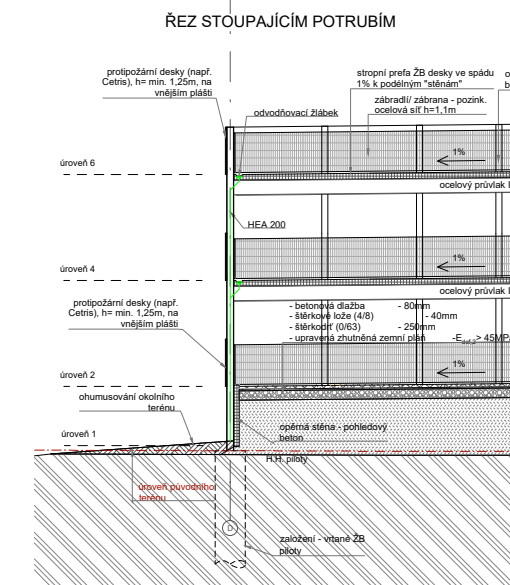 ŘEZ STOUPAJÍCÍM POTRUBÍM
protipožární desky (např.
Cetris), h= min. 1,25m, na
vnějším plášti
stropní prefa ŽB desky ve spádu
1% k podélným "stěnám"
zábradlí/ zábrana - pozink.
ocelová síť h=1,1m
odvodňovací žlábek
úroveň 6
1%
ocelový průvlak
HEA 200
úroveň 4
1%
ocelový průvlak
protipožární desky (např.
Cetris), h= min. 1,25m, na
vnějším plášti
- betonová dlažba - 80mm
- štěrkové lože (4/8) - 40mm
- štěrkodrť (0/63) - 250mm
- upravená zhutněná zemní pláň -Edef,2> 45MPa
úroveň 2
1%
ohumusování okolního
terénu
úroveň 1
opěrná stěna - pohledový
beton
H.H. piloty
úroveň původního
terénu
D
založení - vrtané ŽB
piloty